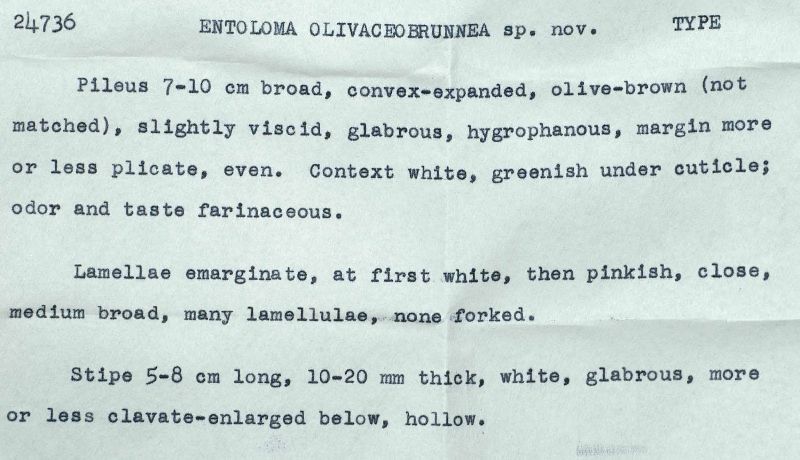 24736 ENTOLOMA OLIVACEOBRUNNEA sp. nov. TYPE
Pileus 7-10 cm broad, convex-expanded, olive-brown (not
matched), slightly viscid, glabrous, hygrophanous, margin more
or less plicate, even. Context white, greenish under cuticle;
odor and taste farinaceous.
Lamellae emarginate, at first white, then pinkish, close,
medium broad, many lamellulae, none forked.
Stipe 5-8 cm long, 10-20 mm thick, white, glabrous, more
or less clavate-enlarged below, hollow.